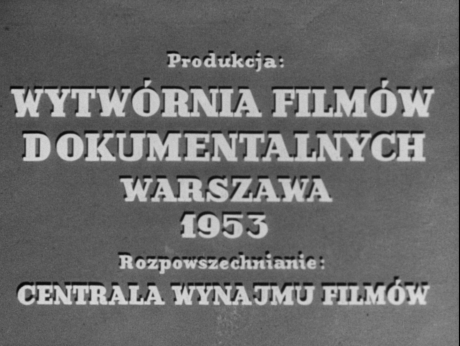 Produkcja:
WYTWÓRNIA FILMÓW
DOKUMENTALNYCH
WARSZAWA
1953
Rozpowszechnianie:
CENTRALA WYNAJMU FILMÓW